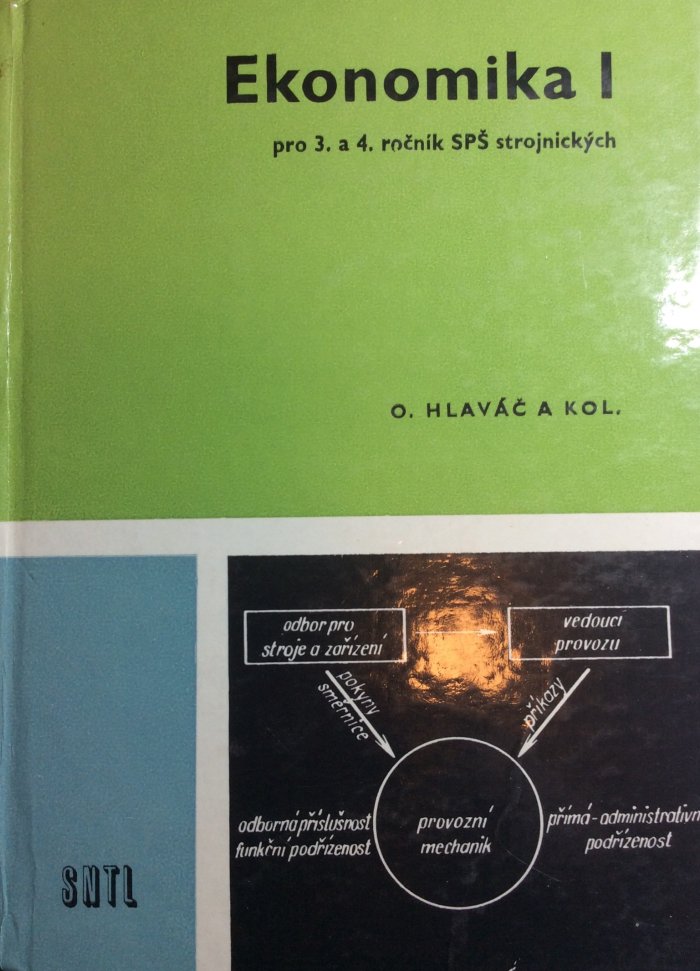 Ekonomika I
pro 3. a 4. ročník SPŠ strojnických
O. HLAVÁČ A KOL.
odbor pro
stroje a zařízení
vedoucí
provozu
pokyny
směrnice
příkazy
odborná příslušnost
funkční podřízenost
provozní
mechanik
přímá-administrativn
podřízenost
SNTL